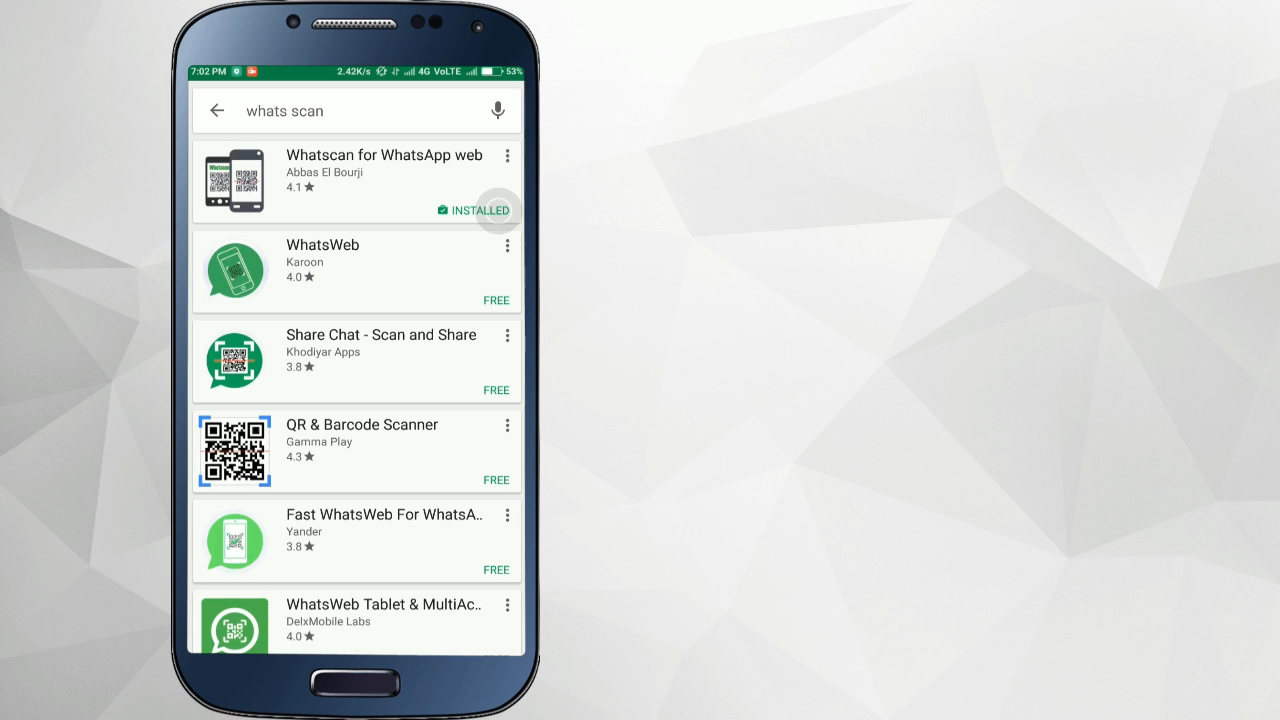 7:02 PM 2.42K/s 4G VoLTE 53%
whats scan
Whatscan for WhatsApp web
Abbas El Bourji
4.1★
INSTALLED
WhatsWeb
Karoon
4.0★
FREE
Share Chat - Scan and Share
Khodiyar Apps
3.8★
FREE
QR & Barcode Scanner
Gamma Play
4.3★
FREE
Fast WhatsWeb For WhatsA..
Yander
3.8★
FREE
WhatsWeb Tablet & MultiAc..
DelxMobile Labs
4.0★